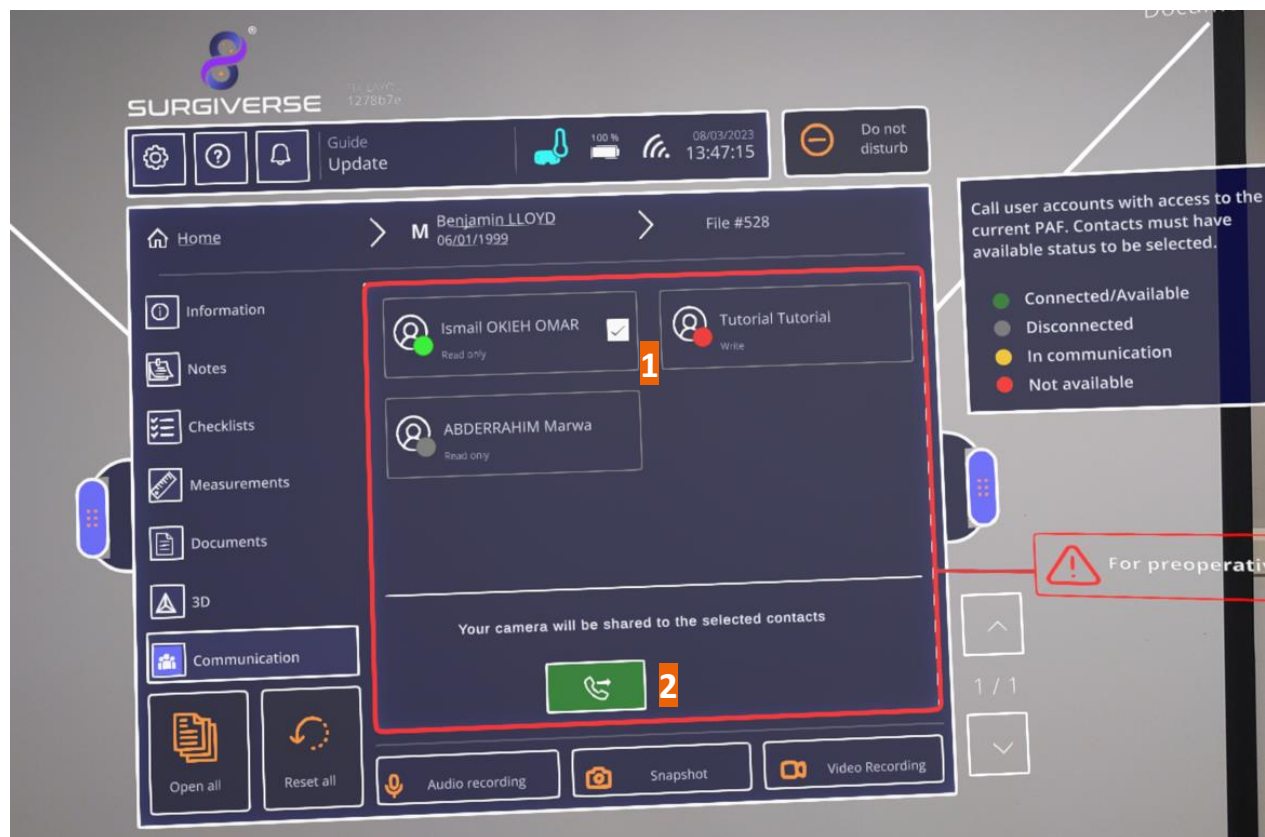 SURGIVERSE
®
1278b7e
Guide
Update
100 %
08/03/2023
13:47:15
Do not
disturb
Home
M
Benjamin LLOYD
06/01/1999
File #528
Call user accounts with access to the
current PAF. Contacts must have
available status to be selected.
Connected/Available
Disconnected
In communication
Not available
Information
Notes
Checklists
Measurements
Documents
3D
Communication
Ismail OKIEH OMAR
Read only
1
Tutorial Tutorial
Write
ABDERRAHIM Marwa
Read only
Your camera will be shared to the selected contacts
2
For
1 / 1
Open all
Reset all
Audio recording
Snapshot
Video Recording